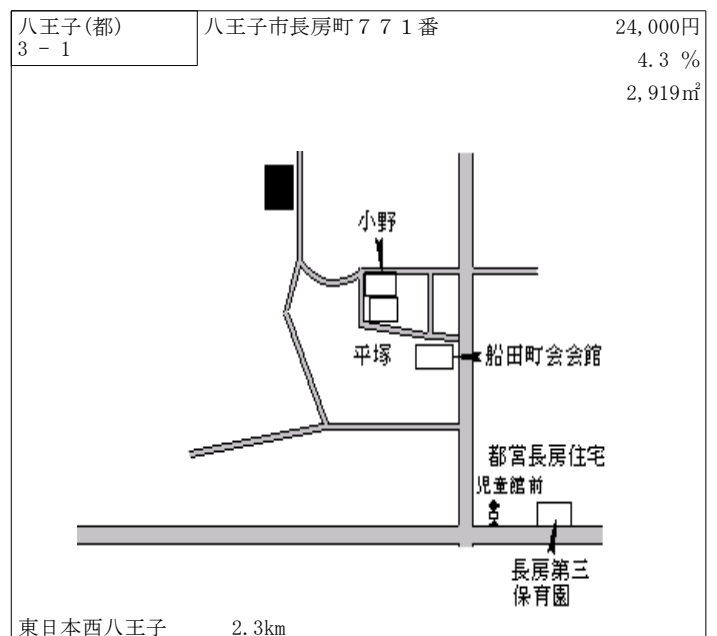 八王子(都)
3 - 1
八王子市長房町７７１番
24,000円
4.3 %
2,919㎡
小野
平塚
船田町会会館
都営長房住宅
児童館前
長房第三
保育園
東日本西八王子 2.3km